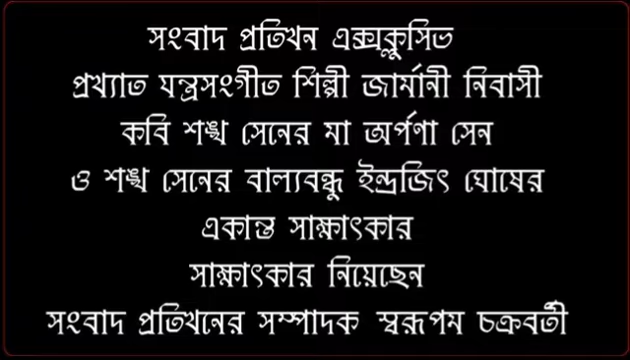 সংবাদ প্রতিখন এক্সক্লুসিভ
প্রখ্যাত যন্ত্রসংগীত শিল্পী জার্মানী নিবাসী
কবি শঙ্খ সেনের মা অর্পণা সেন
ও শঙ্খ সেনের বাল্যবন্ধু ইন্দ্রজিৎ ঘোষের
একান্ত সাক্ষাৎকার
সাক্ষাৎকার নিয়েছেন
সংবাদ প্রতিখনের সম্পাদক স্বরূপম চক্রবর্তী